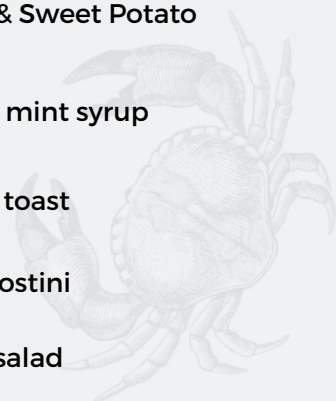 & Sweet Potato
mint syrup
toast
ostini
salad